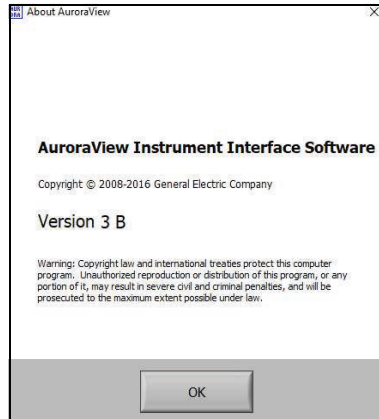 AUR
ORA
About AuroraView
AuroraView Instrument Interface Software
Copyright © 2008-2016 General Electric Company
Version 3 B
Warning: Copyright law and international treaties protect this computer
program. Unauthorized reproduction or distribution of this program, or any
portion of it, may result in severe civil and criminal penalties, and will be
prosecuted to the maximum extent possible under law.
OK